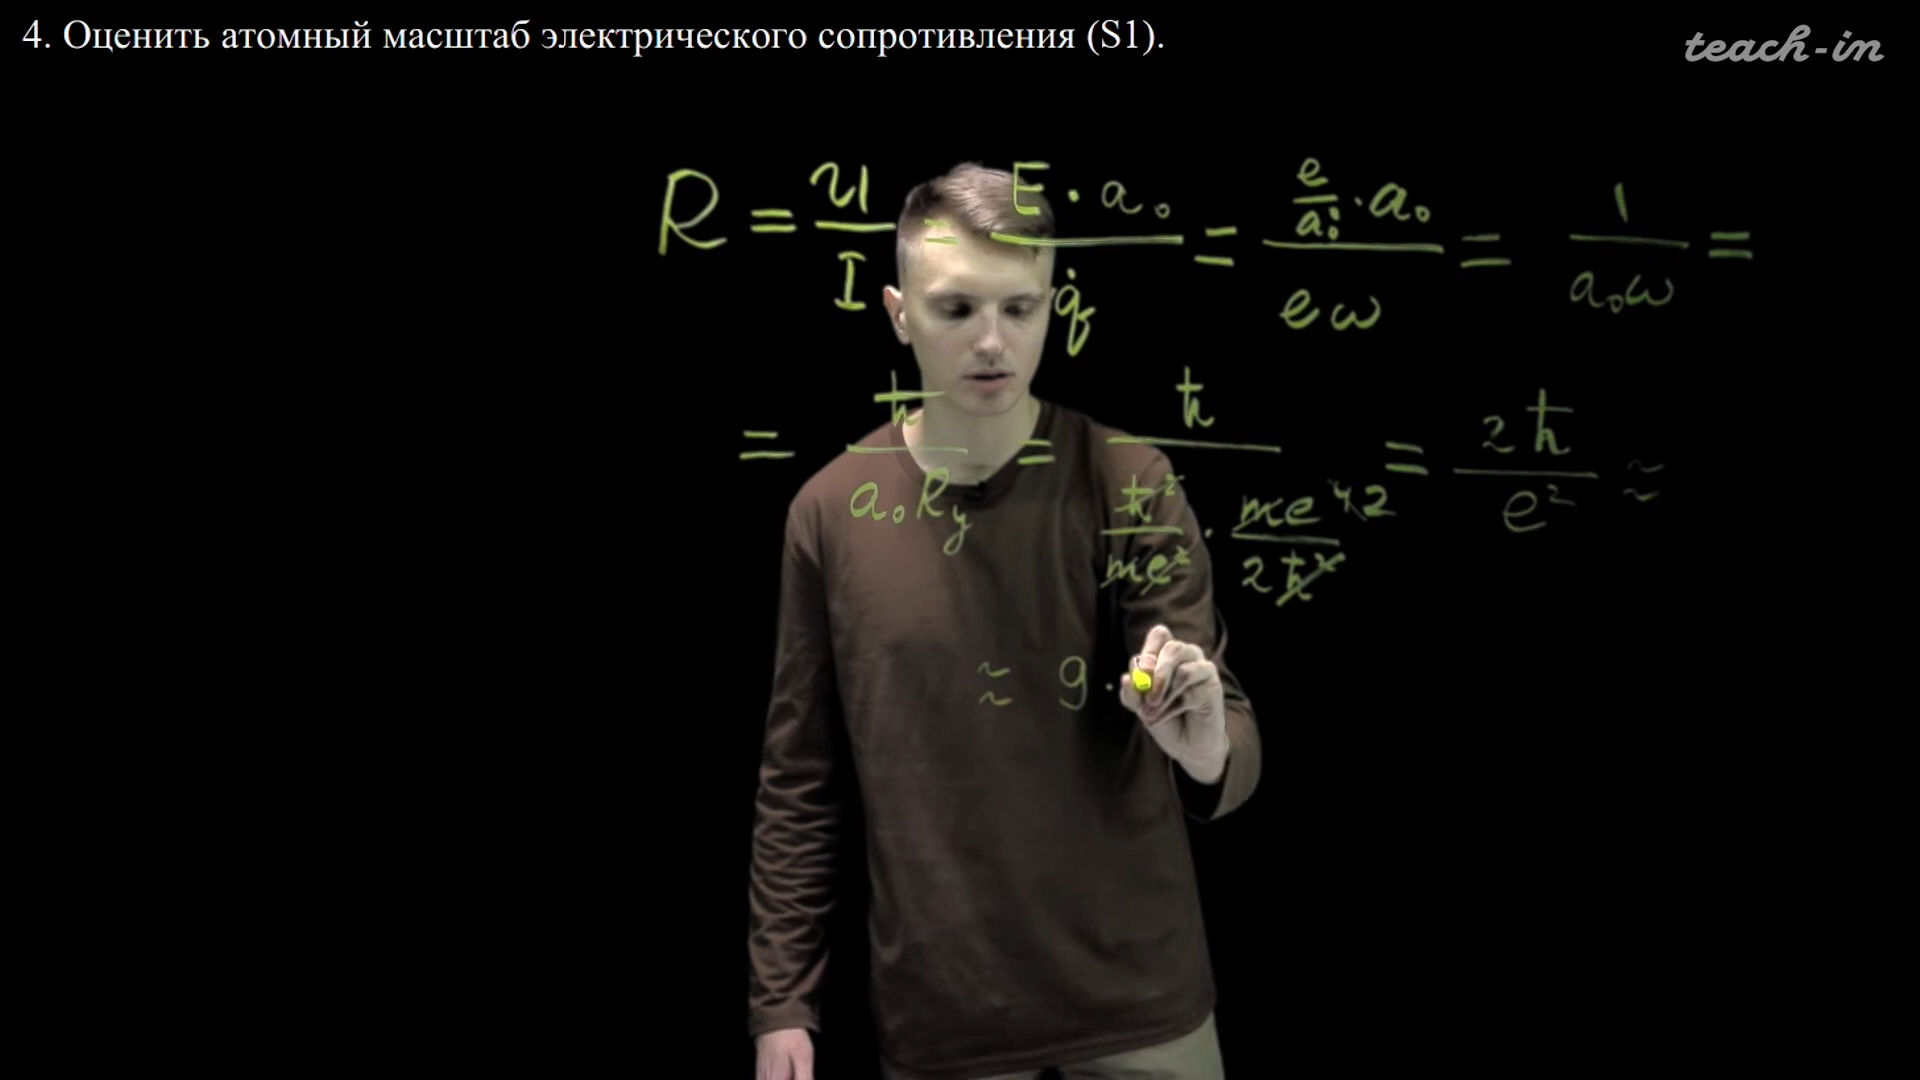 4. Оценить атомный масштаб электрического сопротивления (S1).
teach-in
R = U/I = E · a₀ / q̇ = (e/a₀²) · a₀ / eω = 1 / a₀ω =
= ħ / a₀Ry = ħ / (ħ²/me² · me⁴²/2ħ²) = 2ħ/e² ≈
≈ 9 ·